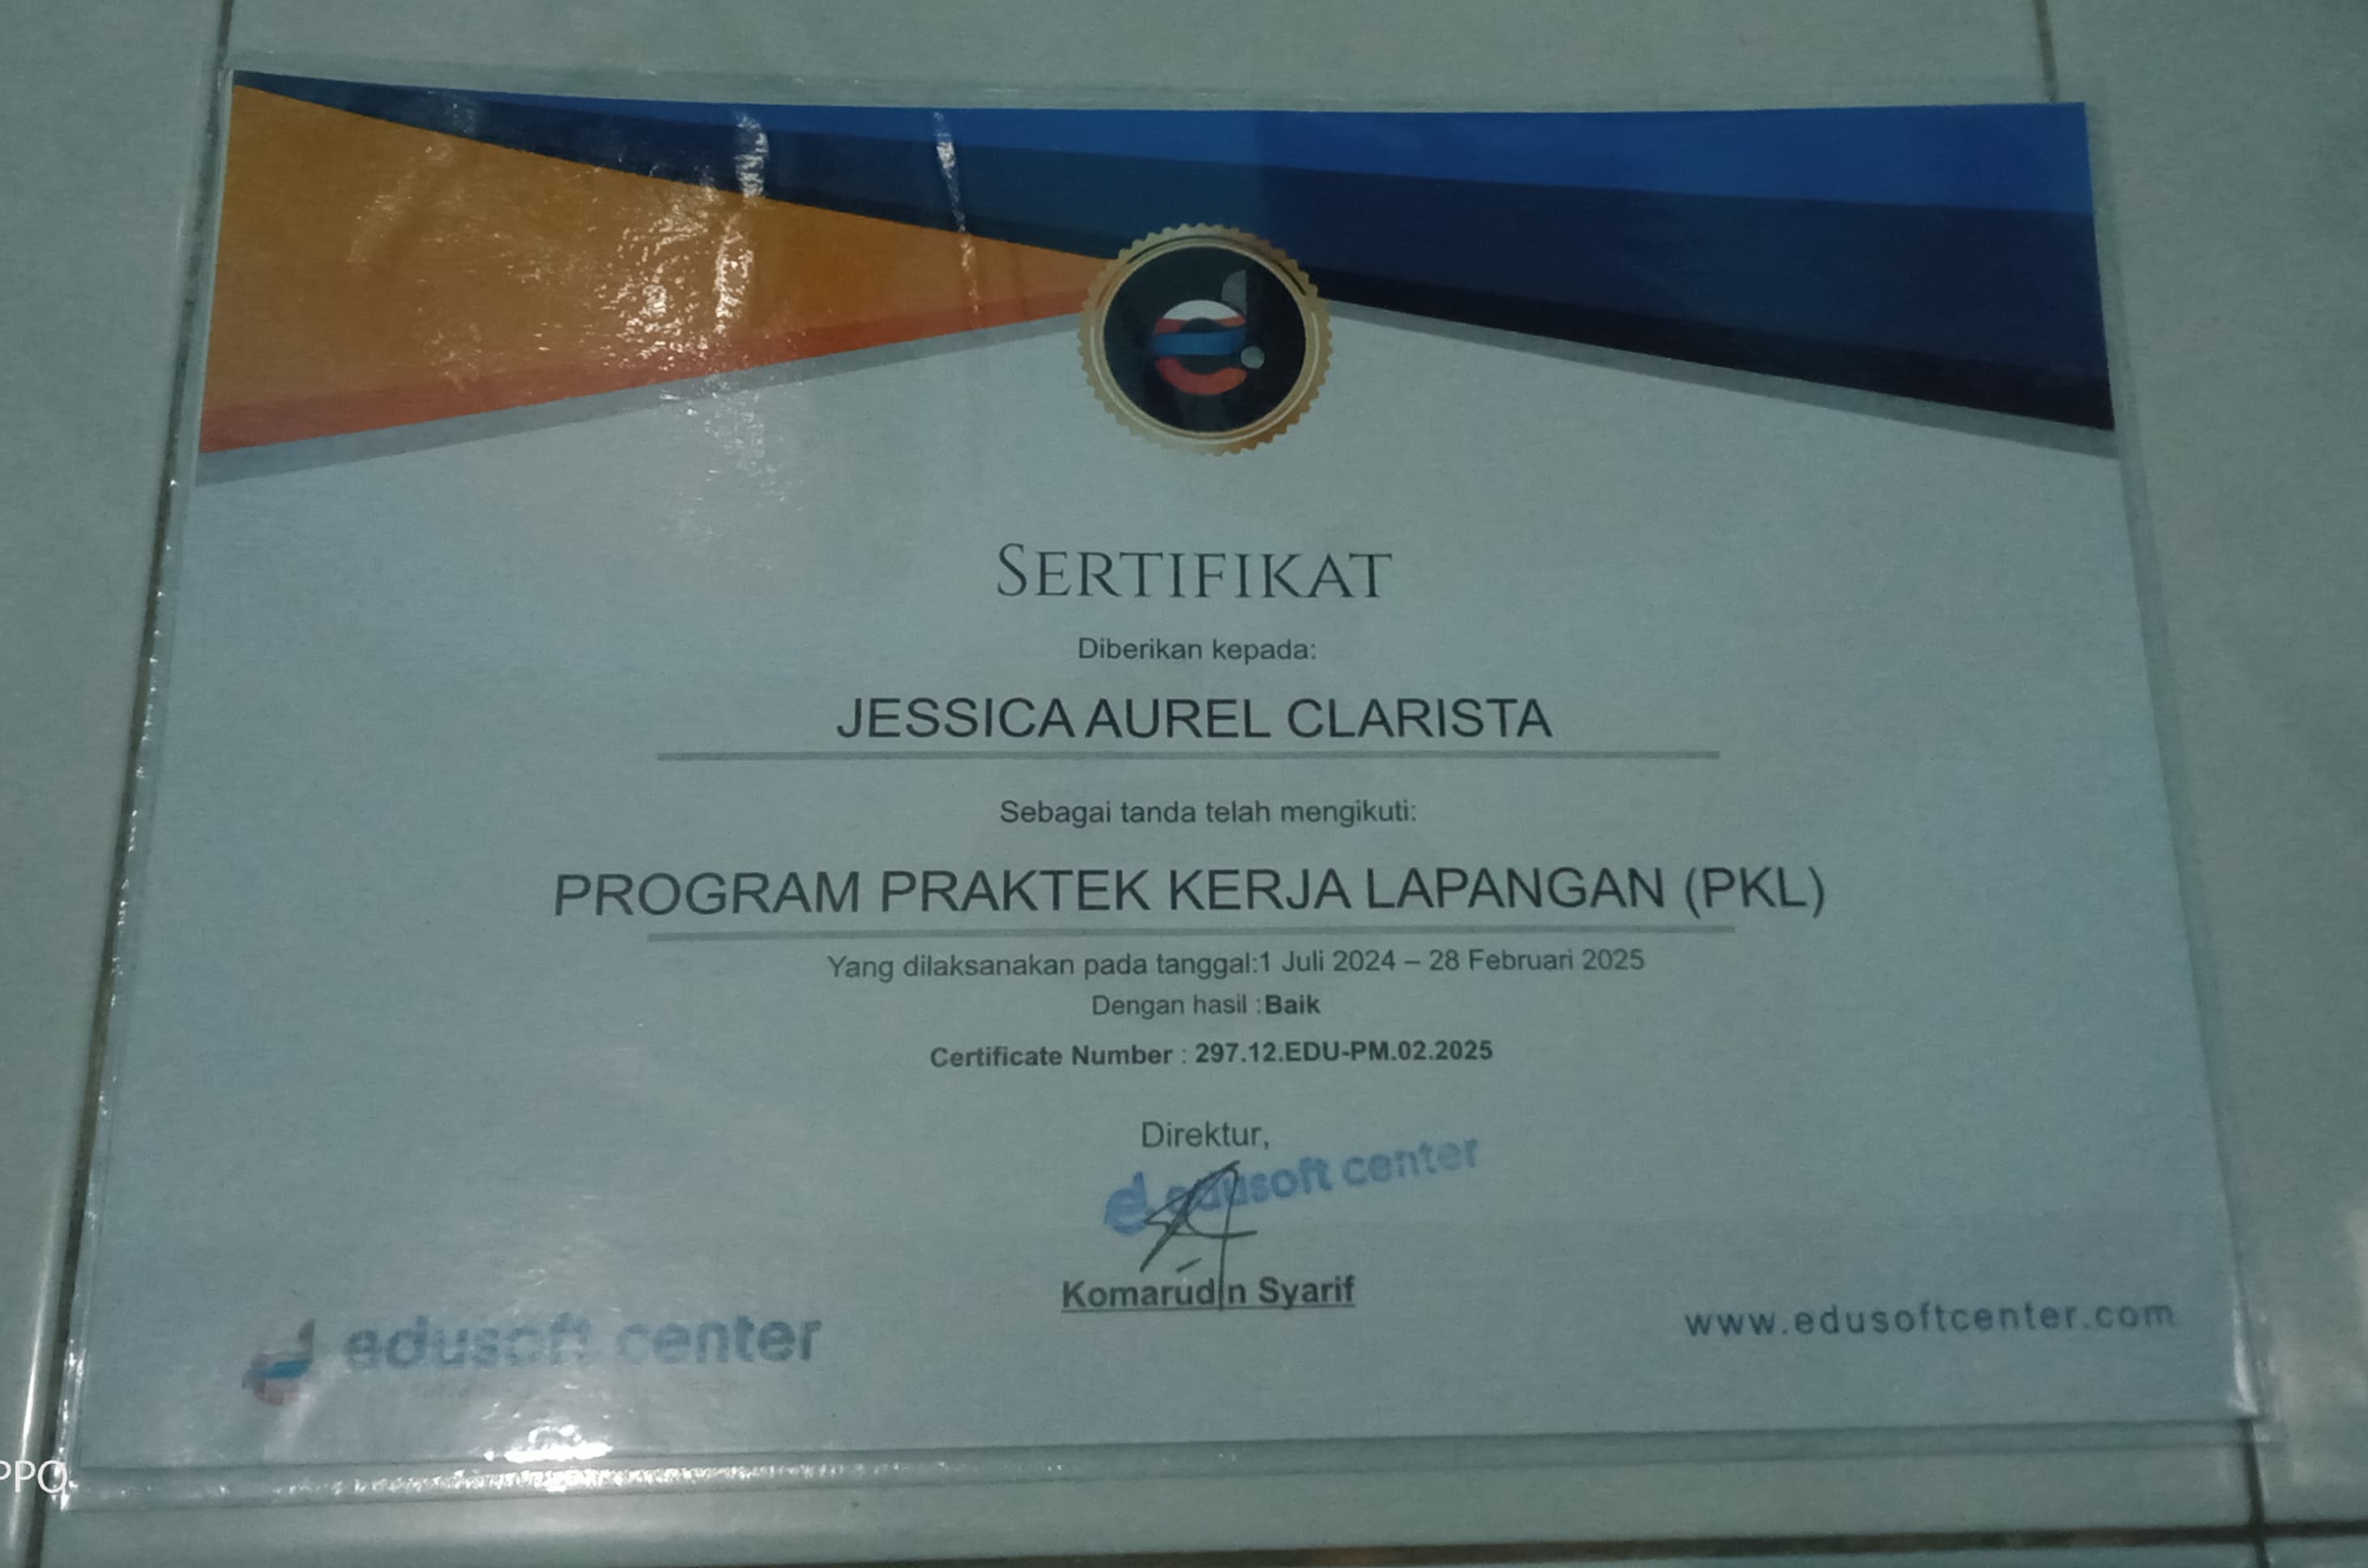 SERTIFIKAT
Diberikan kepada:
JESSICA AUREL CLARISTA
Sebagai tanda telah mengikuti:
PROGRAM PRAKTEK KERJA LAPANGAN (PKL)
Yang dilaksanakan pada tanggal:1 Juli 2024 – 28 Februari 2025
Dengan hasil :Baik
Certificate Number : 297.12.EDU-PM.02.2025
Direktur,
edusoft center
Komarudin Syarif
edusoft center
www.edusoftcenter.com